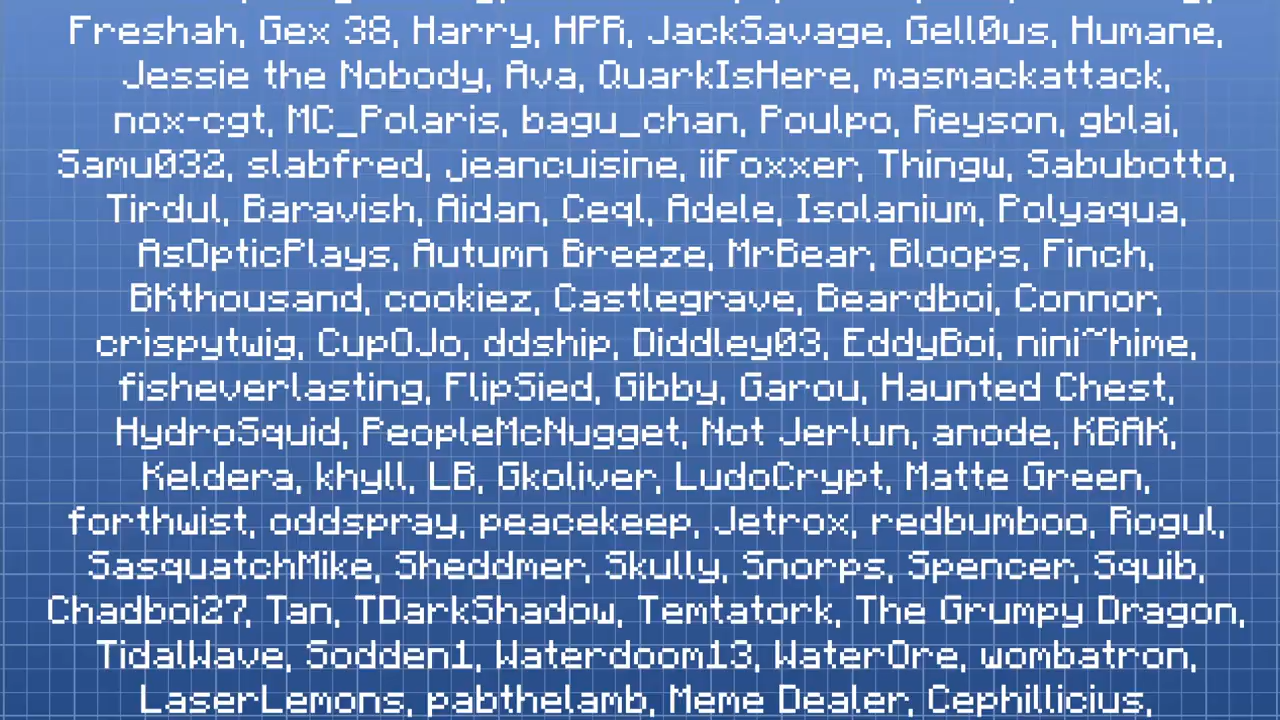 Freshah, Gex 38, Harry, HPR, JackSavage, Gell0us, Humane,
Jessie the Nobody, Ava, QuarkIsHere, masmackattack,
nox-cgt, MC_Polaris, bagu_chan, Poulpo, Reyson, gblai,
Samu032, slabfred, jeancuisine, iiFoxxer, Thingw, Sabubotto,
Tirdul, Baravish, Aidan, Ceql, Adele, Isolanium, Polyaqua,
AsOpticPlays, Autumn Breeze, MrBear, Bloops, Finch,
BKthousand, cookiez, Castlegrave, Beardboi, Connor,
crispytwig, CupOJo, ddship, Diddley03, EddyBoi, nini~hime,
fisheverlasting, FlipSied, Gibby, Garou, Haunted Chest,
HydroSquid, PeopleMcNugget, Not Jerlun, anode, KBAK,
Keldera, khyll, LB, Gkoliver, LudoCrypt, Matte Green,
forthwist, oddspray, peacekeep, Jetrox, redbumboo, Rogul,
SasquatchMike, Sheddmer, Skully, Snorps, Spencer, Squib,
Chadboi27, Tan, TDarkShadow, Temtatork, The Grumpy Dragon,
TidalWave, Sodden1, Waterdoom13, WaterOre, wombatron,
LaserLemons, pabthelamb, Meme Dealer, Cephillicius,